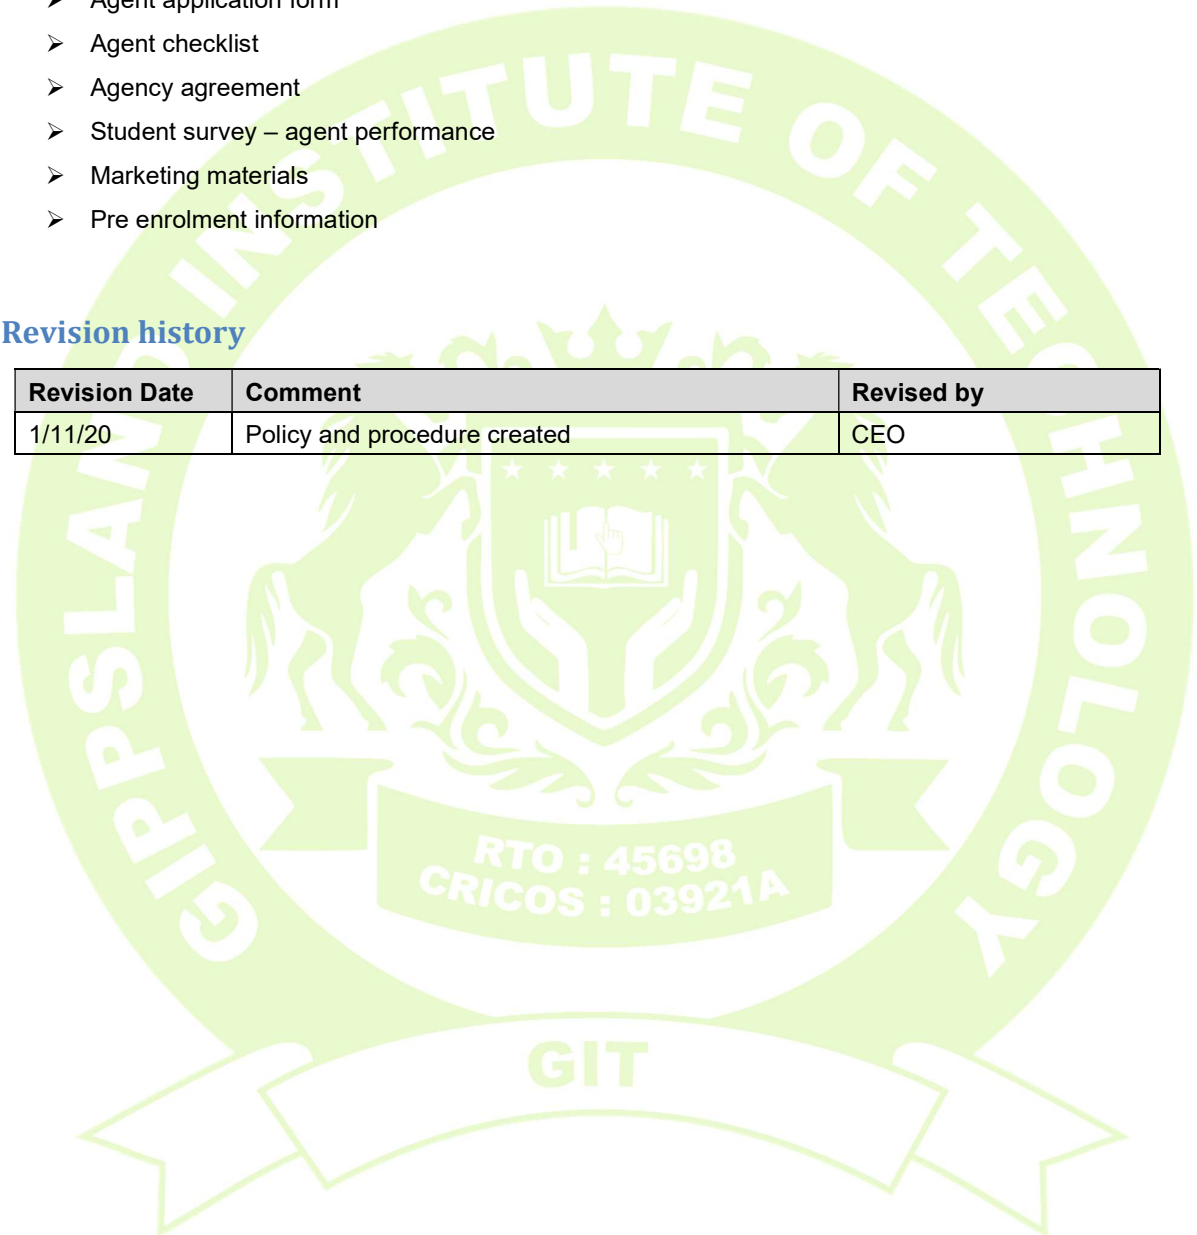 Agent application form
➢ Agent checklist
➢ Agency agreement
➢ Student survey – agent performance
➢ Marketing materials
➢ Pre enrolment information
Revision history
Revision Date Comment Revised by
1/11/20 Policy and procedure created CEO
GIPPSLAND INSTITUTE OF TECHNOLOGY
RTO : 45698
CRICOS : 03921A
GIT